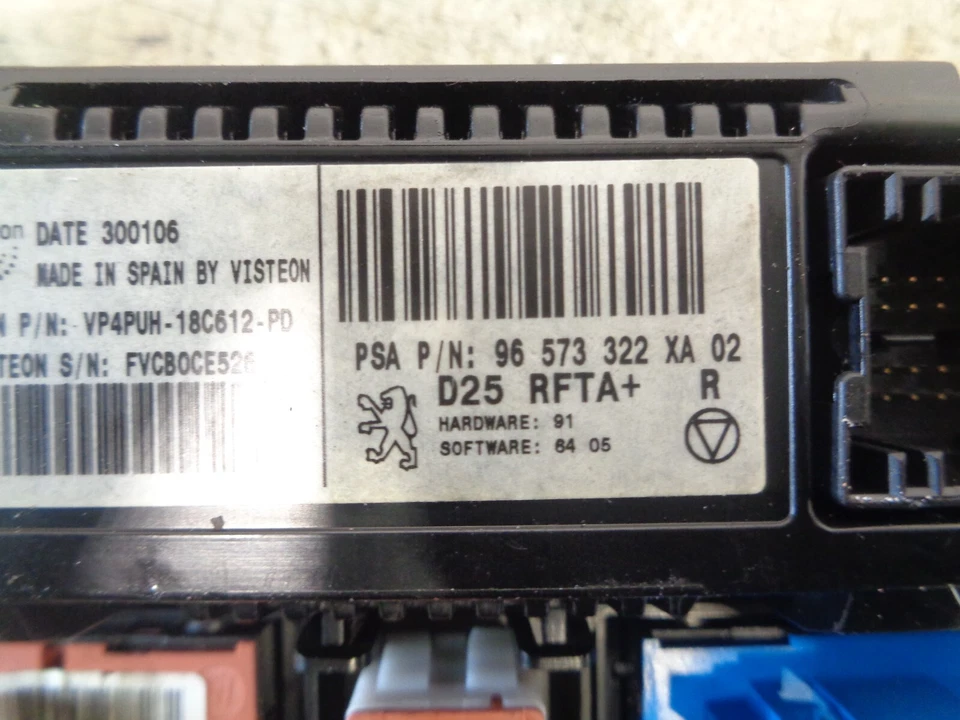 DATE 300106
MADE IN SPAIN BY VISTEON
P/N: VP4PUH-18C612-PD
S/N: FVCB0CE526
PSA P/N: 96 573 322 XA 02
D25 RFTA+ R
HARDWARE: 91
SOFTWARE: 64 05